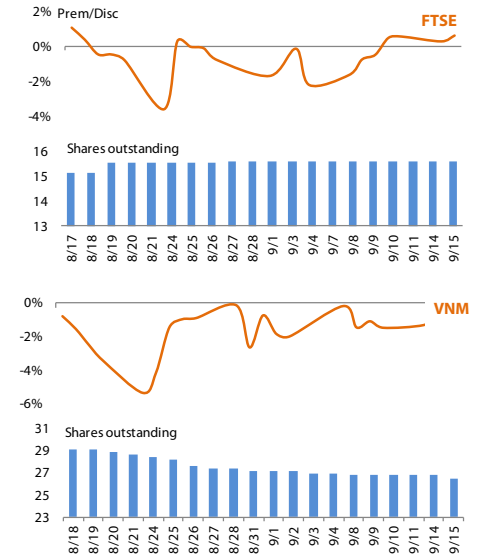 2% Prem/Disc
FTSE
0%
-2%
-4%
16 Shares outstanding
15
14
13
8/17 8/18 8/19 8/20 8/21 8/24 8/25 8/26 8/27 8/28 9/1 9/3 9/4 9/7 9/8 9/9 9/10 9/11 9/14 9/15
0%
VNM
-2%
-4%
-6%
31
Shares outstanding
29
27
25
23
8/18 8/19 8/20 8/21 8/24 8/25 8/26 8/27 8/28 8/31 9/1 9/2 9/3 9/4 9/8 9/9 9/10 9/11 9/14 9/15